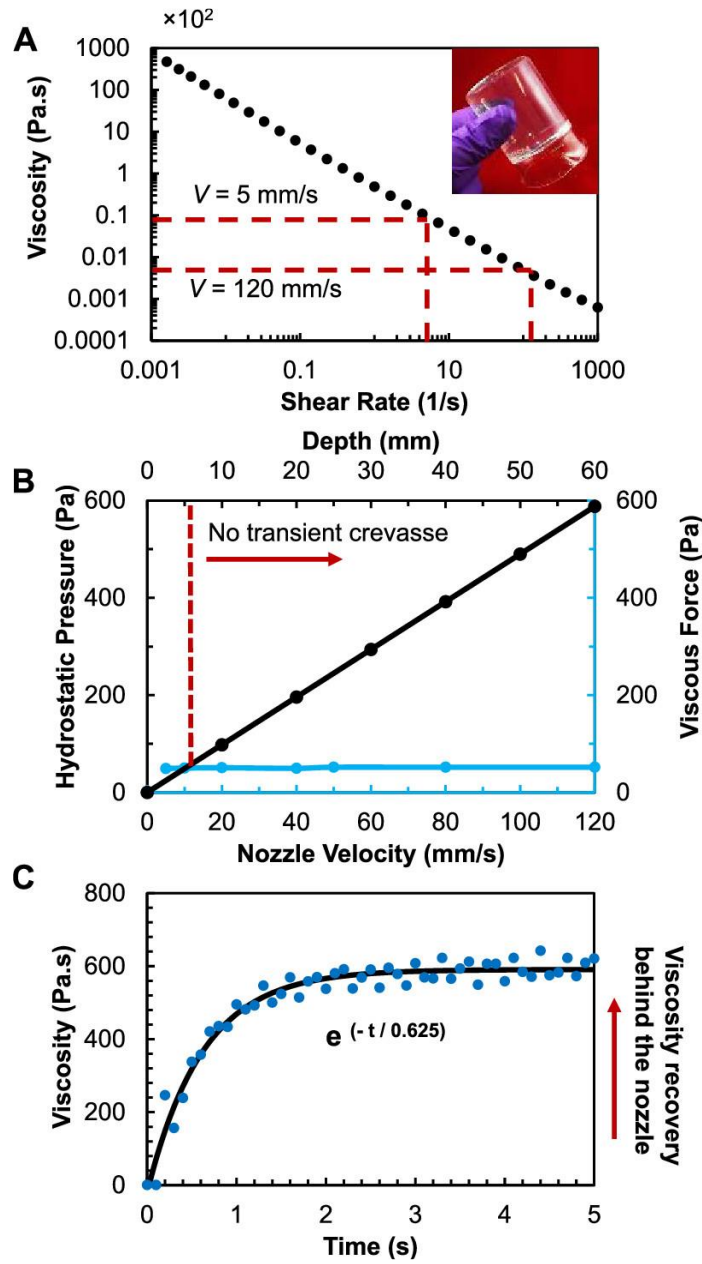 A
×10²
1000
100
10
1
0.1
0.01
0.001
0.0001
Viscosity (Pa.s)
V = 5 mm/s
V = 120 mm/s
0.001
0.1
10
1000
Shear Rate (1/s)
B
Depth (mm)
0
10
20
30
40
50
60
600
400
200
0
Hydrostatic Pressure (Pa)
No transient crevasse
600
400
200
0
Viscous Force (Pa)
0
20
40
60
80
100
120
Nozzle Velocity (mm/s)
C
800
600
400
200
0
Viscosity (Pa.s)
e (- t / 0.625)
Viscosity recovery
behind the nozzle
0
1
2
3
4
5
Time (s)